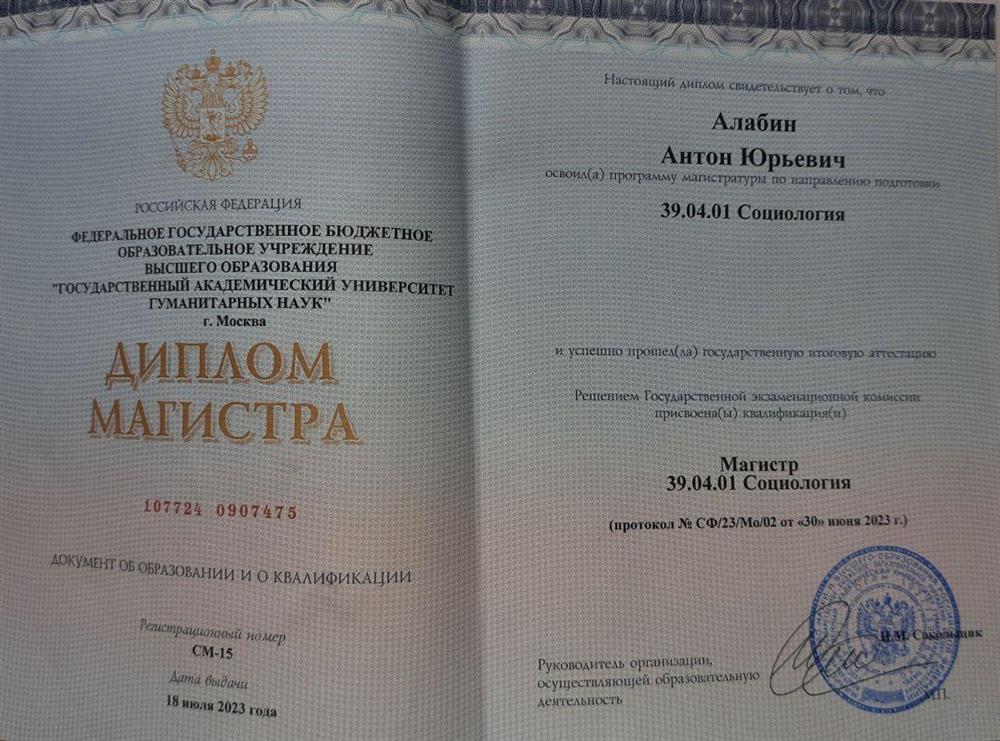 РОССИЙСКАЯ ФЕДЕРАЦИЯ
ФЕДЕРАЛЬНОЕ ГОСУДАРСТВЕННОЕ БЮДЖЕТНОЕ
ОБРАЗОВАТЕЛЬНОЕ УЧРЕЖДЕНИЕ
ВЫСШЕГО ОБРАЗОВАНИЯ
"ГОСУДАРСТВЕННЫЙ АКАДЕМИЧЕСКИЙ УНИВЕРСИТЕТ
ГУМАНИТАРНЫХ НАУК"
г. Москва
ДИПЛОМ
МАГИСТРА
107724 0907475
ДОКУМЕНТ ОБ ОБРАЗОВАНИИ И О КВАЛИФИКАЦИИ
Регистрационный номер
СМ-15
Дата выдачи
18 июля 2023 года
Настоящий диплом свидетельствует о том, что
Алабин
Антон Юрьевич
освоил(а) программу магистратуры по направлению подготовки
39.04.01 Социология
и успешно прошел(ла) государственную итоговую аттестацию
Решением Государственной экзаменационной комиссии
присвоена(ы) квалификация(и)
Магистр
39.04.01 Социология
(протокол № СФ/23/Мо/02 от «30» июня 2023 г.)
Руководитель организации,
осуществляющей образовательную
деятельность
М.П.